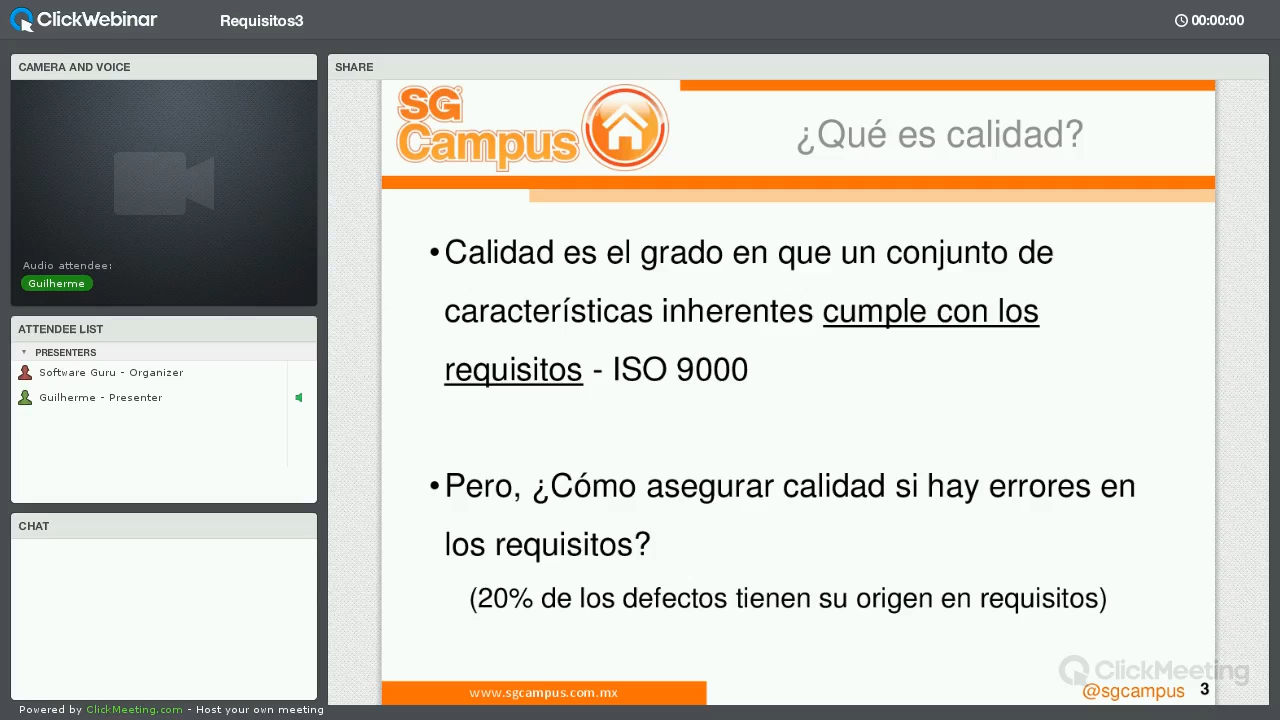 ClickWebinar
Requisitos3
00:00:00
CAMERA AND VOICE
Audio attendee:
Guilherme
ATTENDEE LIST
PRESENTERS
Software Guru - Organizer
Guilherme - Presenter
CHAT
Powered by ClickMeeting.com - Host your own meeting
SHARE
SG
Campus
¿Qué es calidad?
•Calidad es el grado en que un conjunto de
características inherentes cumple con los
requisitos - ISO 9000
•Pero, ¿Cómo asegurar calidad si hay errores en
los requisitos?
(20% de los defectos tienen su origen en requisitos)
ClickMeeting
www.sgcampus.com.mx
@sgcampus 3